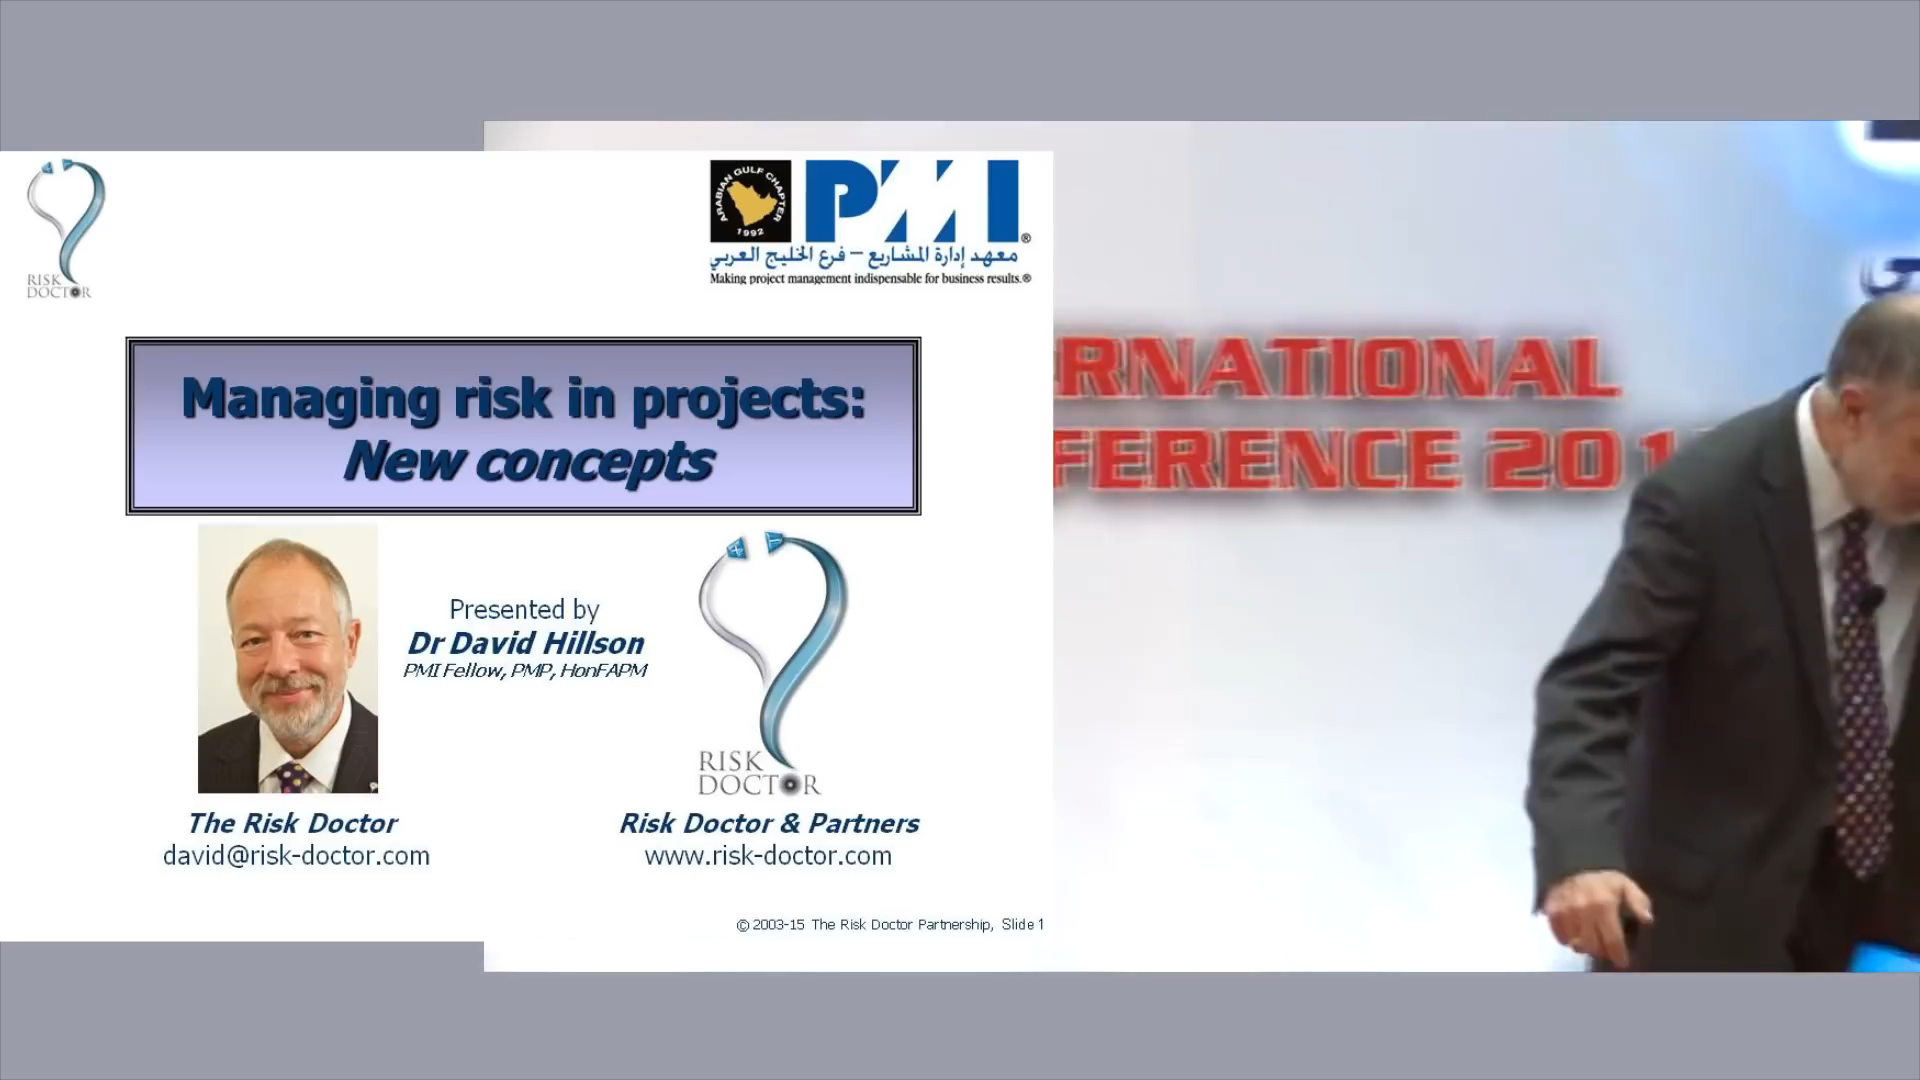 RISK
DOCTOR
ARABIAN GULF CHAPTER
1992
PMI®
معهد إدارة المشاريع – فرع الخليج العربي
Making project management indispensable for business results.®
Managing risk in projects:
New concepts
Presented by
Dr David Hillson
PMI Fellow, PMP, HonFAPM
RISK
DOCTOR
The Risk Doctor
david@risk-doctor.com
Risk Doctor & Partners
www.risk-doctor.com
© 2003-15 The Risk Doctor Partnership, Slide 1
RNATIONAL
FERENCE 201